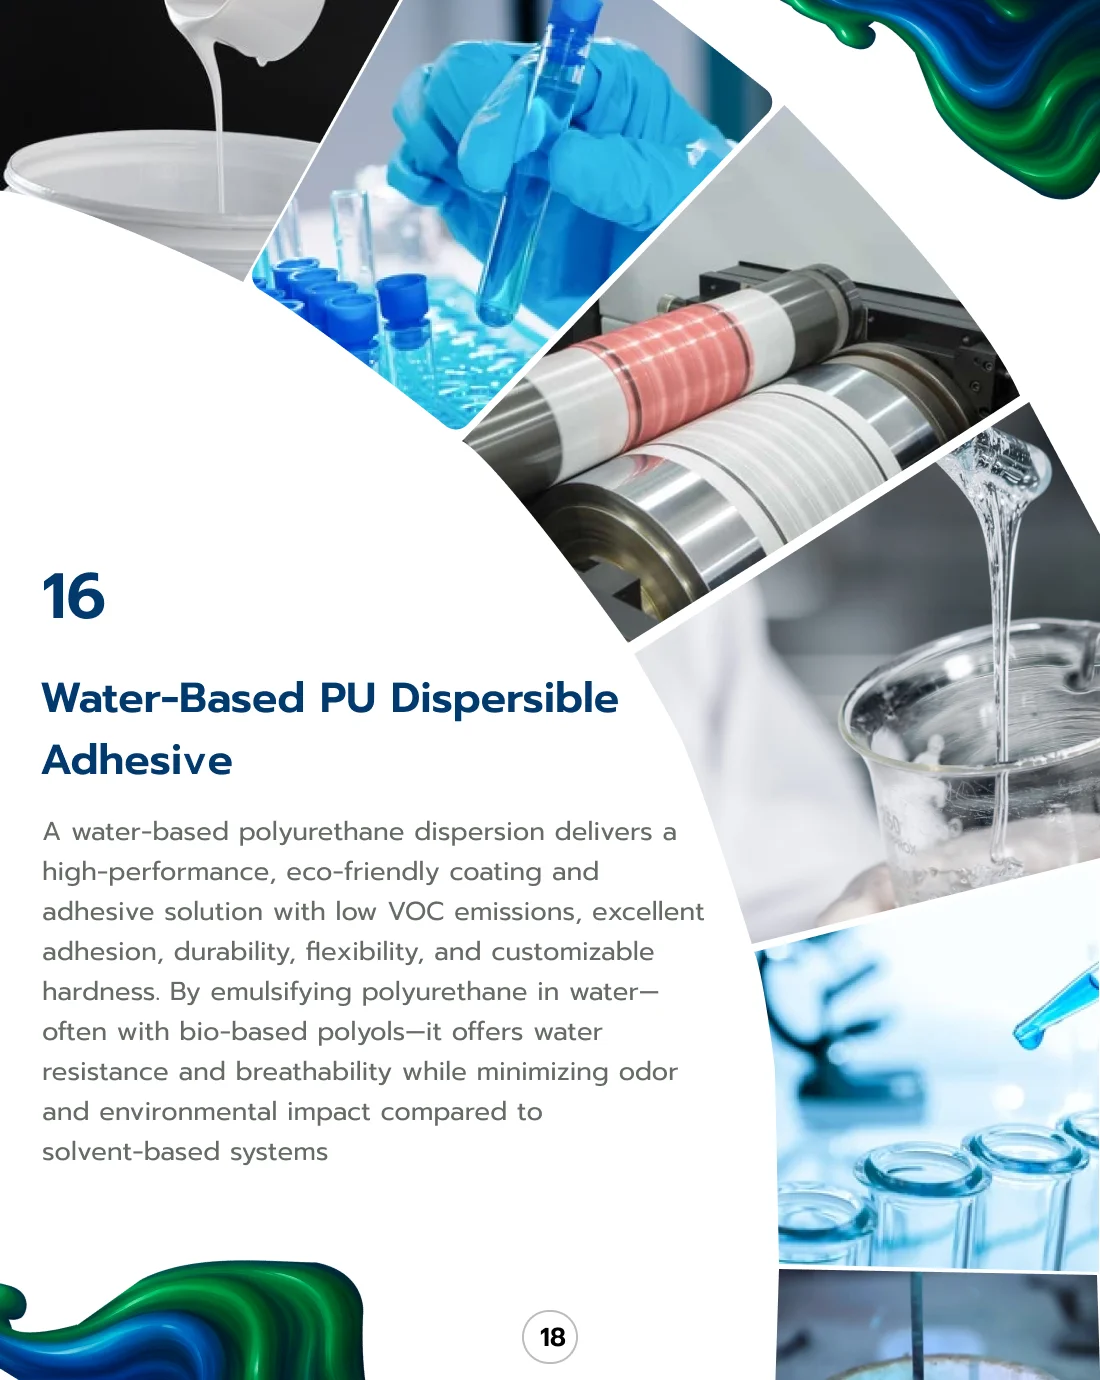 16
Water-Based PU Dispersible
Adhesive
A water-based polyurethane dispersion delivers a
high-performance, eco-friendly coating and
adhesive solution with low VOC emissions, excellent
adhesion, durability, flexibility, and customizable
hardness. By emulsifying polyurethane in water—
often with bio-based polyols—it offers water
resistance and breathability while minimizing odor
and environmental impact compared to
solvent-based systems
18